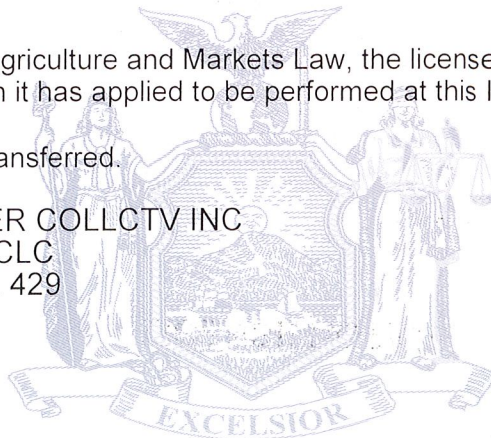 griculture and Markets Law, the license
it has applied to be performed at this
ansferred.
ER COLLCTV INC
CLC
429
EXCELSIOR